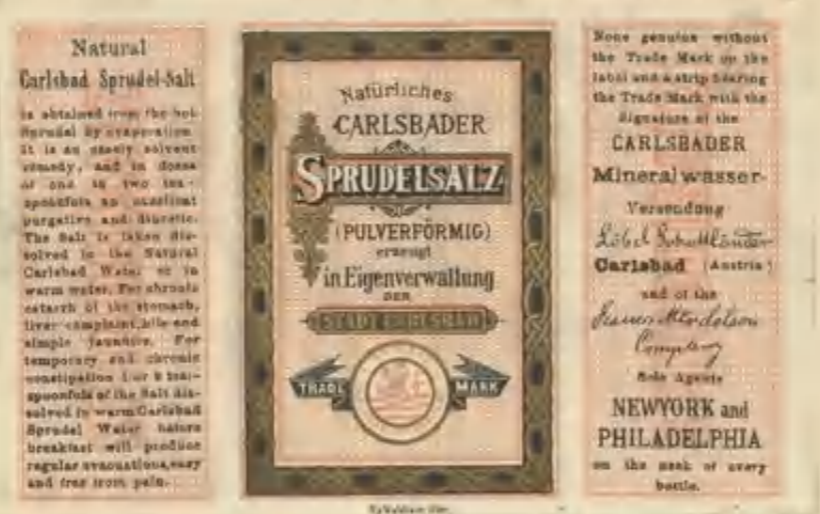 Natural
Carlsbad Sprudel-Salt
is obtained from the hot
Sprudel by evaporation.
It is an easily solvent
remedy, and in doses
of one to two tea-
spoonfuls an excellent
purgative and diuretic.
The Salt is taken dis-
solved in the Natural
Carlsbad Water or in
warm water. For chronic
catarrh of the stomach,
liver complaint, bile and
simple jaundice. For
temporary and chronic
constipation 1 or 2 tea-
spoonfuls of the Salt dis-
solved in warm Carlsbad
Sprudel Water before
breakfast will produce
regular evacuations, easy
and free from pain.
Natürliches
CARLSBADER
SPRUDELSALZ
(PULVERFÖRMIG)
erzeugt
in Eigenverwaltung
DER
STADT CARLSBAD
TRADE MARK
None genuine without
the Trade Mark on the
label and a strip bearing
the Trade Mark with the
Signature of the
CARLSBADER
Mineralwasser-
Versendung
Löbel Schottländer
Carlsbad (Austria)
and of the
Mendelson
Company
Sole Agents
NEWYORK and
PHILADELPHIA
on the neck of every
bottle.